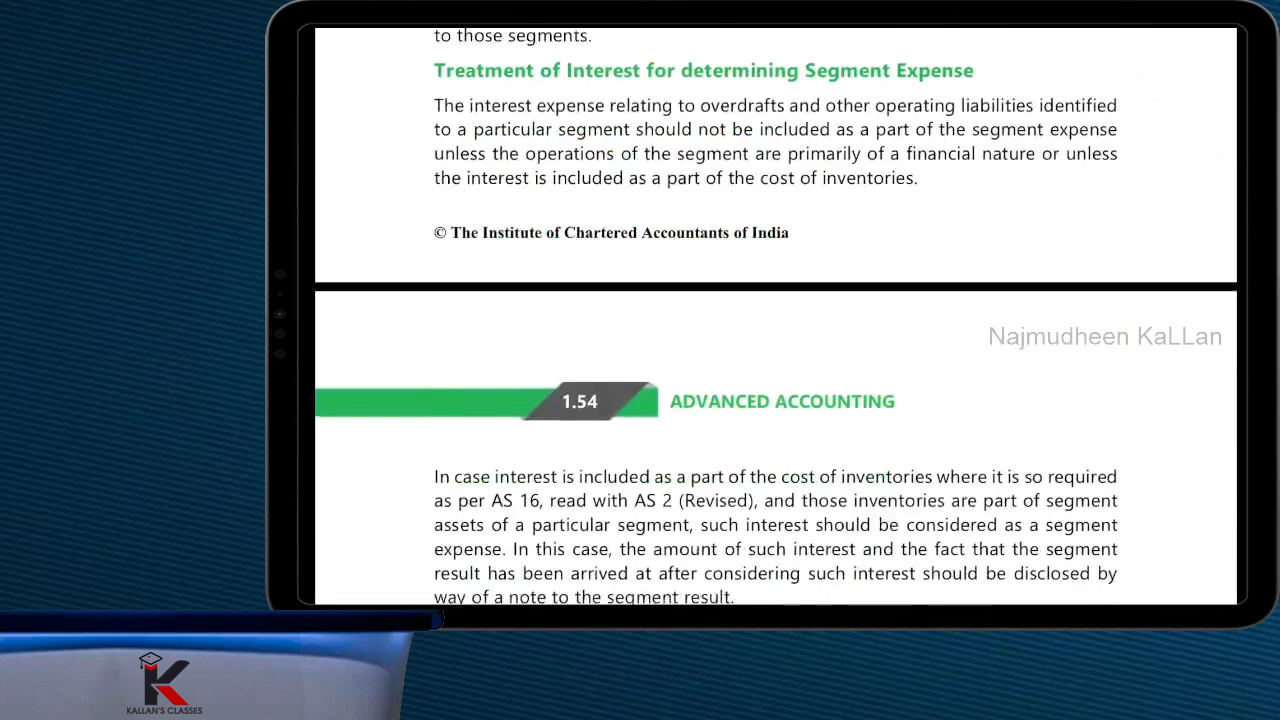 to those segments.
Treatment of Interest for determining Segment Expense
The interest expense relating to overdrafts and other operating liabilities identified
to a particular segment should not be included as a part of the segment expense
unless the operations of the segment are primarily of a financial nature or unless
the interest is included as a part of the cost of inventories.
© The Institute of Chartered Accountants of India
Najmudheen KaLLan
1.54 ADVANCED ACCOUNTING
In case interest is included as a part of the cost of inventories where it is so required
as per AS 16, read with AS 2 (Revised), and those inventories are part of segment
assets of a particular segment, such interest should be considered as a segment
expense. In this case, the amount of such interest and the fact that the segment
result has been arrived at after considering such interest should be disclosed by
way of a note to the segment result.
K
KALLAN'S CLASSES